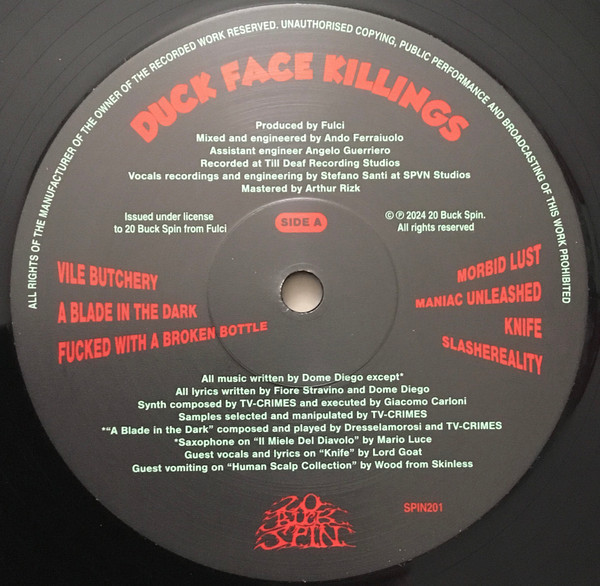 ALL RIGHTS OF THE MANUFACTURER OF THE OWNER OF THE RECORDED WORK RESERVED. UNAUTHORISED COPYING, PUBLIC PERFORMANCE AND BROADCASTING OF THIS WORK PROHIBITED
DUCK FACE KILLINGS
Produced by Fulci
Mixed and engineered by Ando Ferraiuolo
Assistant engineer Angelo Guerriero
Recorded at Till Deaf Recording Studios
Vocals recordings and engineering by Stefano Santi at SPVN Studios
Mastered by Arthur Rizk
Issued under license
to 20 Buck Spin from Fulci
SIDE A
© ℗ 2024 20 Buck Spin.
All rights reserved
VILE BUTCHERY
A BLADE IN THE DARK
FUCKED WITH A BROKEN BOTTLE
MORBID LUST
MANIAC UNLEASHED
KNIFE
SLASHEREALITY
All music written by Dome Diego except*
All lyrics written by Fiore Stravino and Dome Diego
Synth composed by TV-CRIMES and executed by Giacomo Carloni
Samples selected and manipulated by TV-CRIMES
*“A Blade in the Dark” composed and played by Dresselamorosi and TV-CRIMES
*Saxophone on “Il Miele Del Diavolo” by Mario Luce
Guest vocals and lyrics on “Knife” by Lord Goat
Guest vomiting on “Human Scalp Collection” by Wood from Skinless
20
BUCK
SPIN
SPIN201